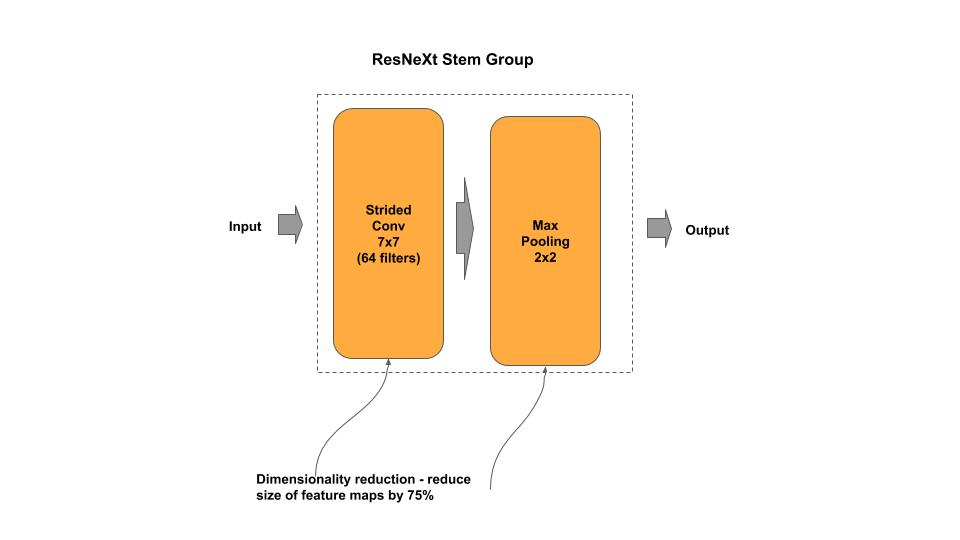 ResNeXt Stem Group
Input
Strided
Conv
7x7
(64 filters)
Max
Pooling
2x2
Output
Dimensionality reduction - reduce
size of feature maps by 75%